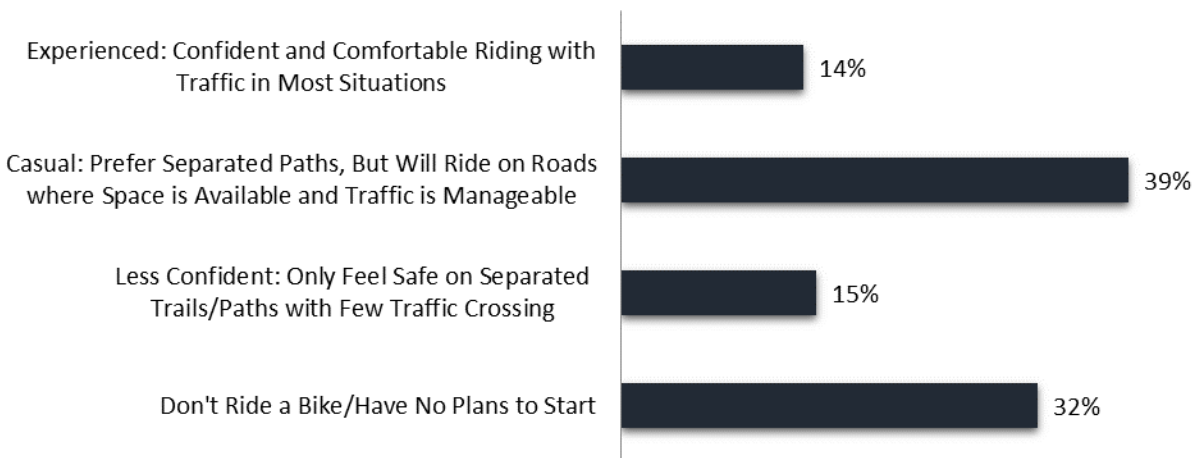 Experienced: Confident and Comfortable Riding with
Traffic in Most Situations
14%
Casual: Prefer Separated Paths, But Will Ride on Roads
where Space is Available and Traffic is Manageable
39%
Less Confident: Only Feel Safe on Separated
Trails/Paths with Few Traffic Crossing
15%
Don't Ride a Bike/Have No Plans to Start
32%